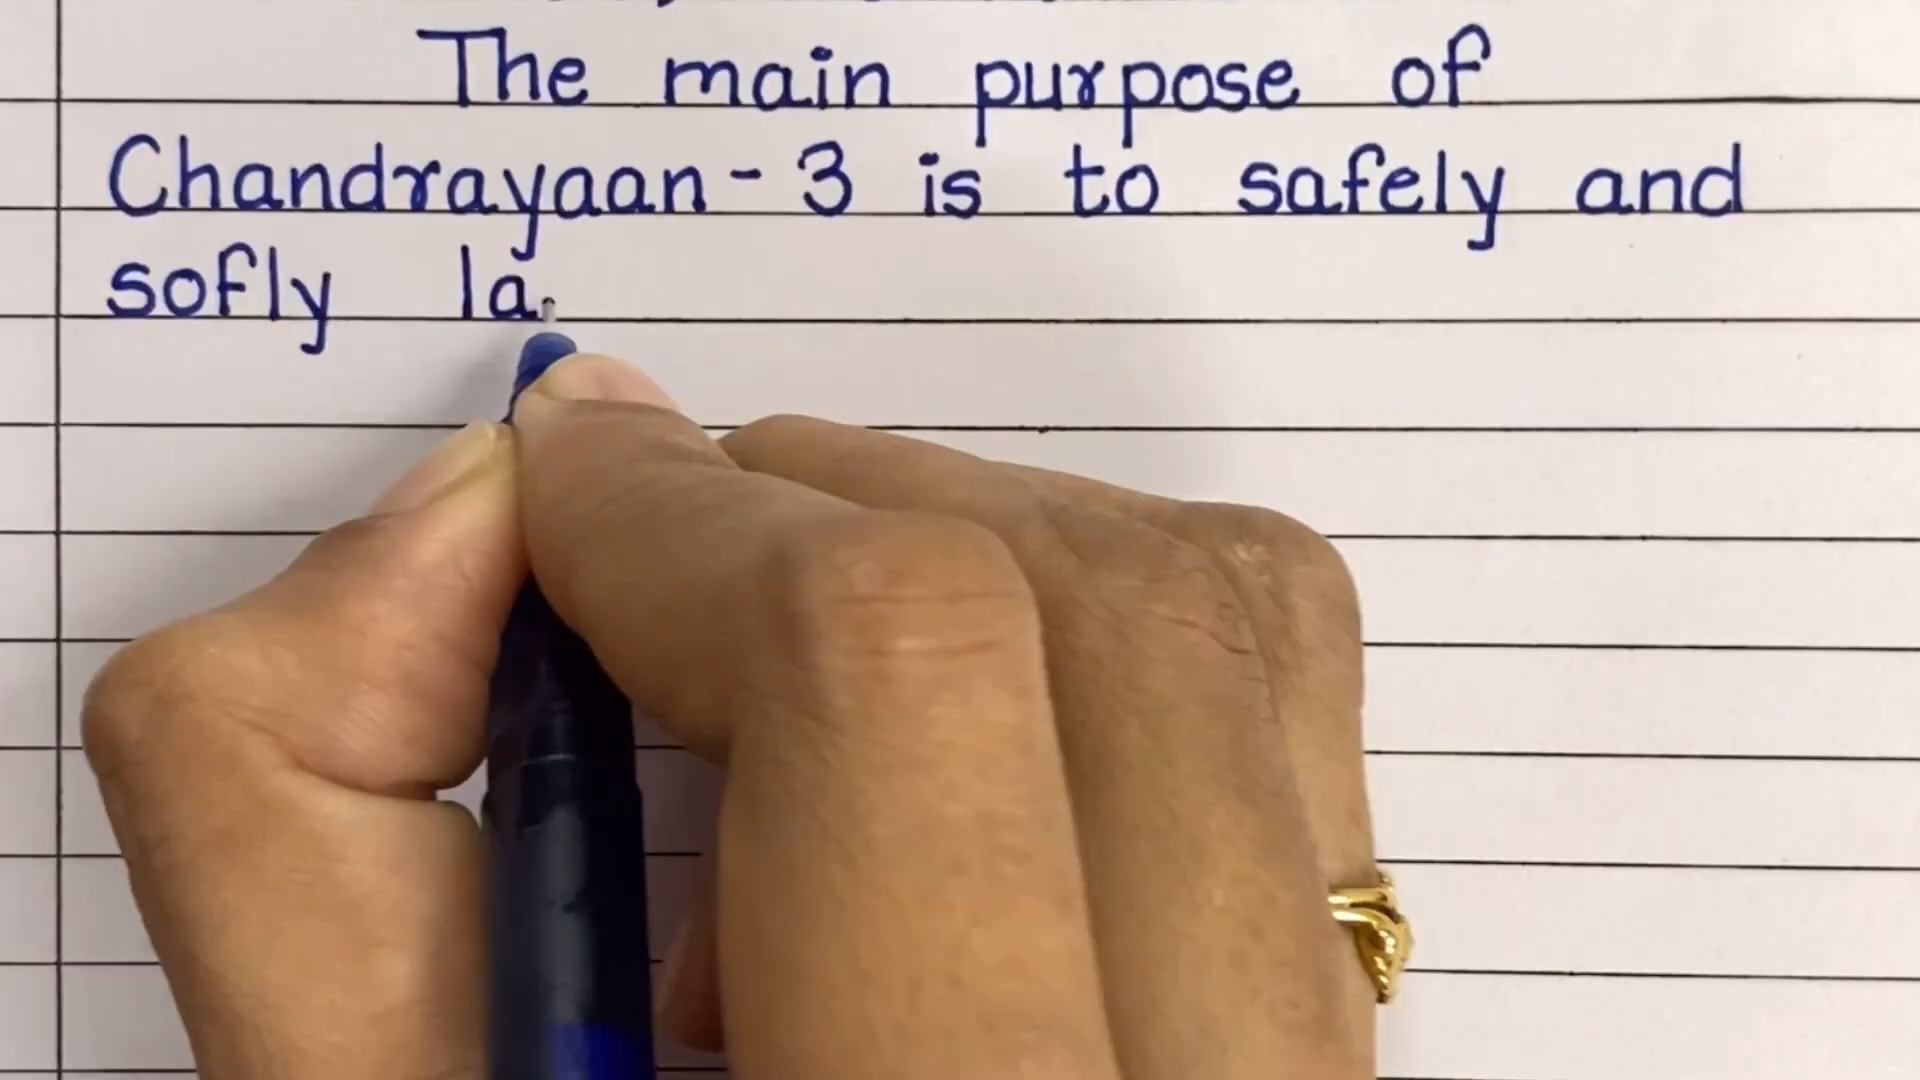 The main purpose of
Chandrayaan-3 is to safely and
sofly la